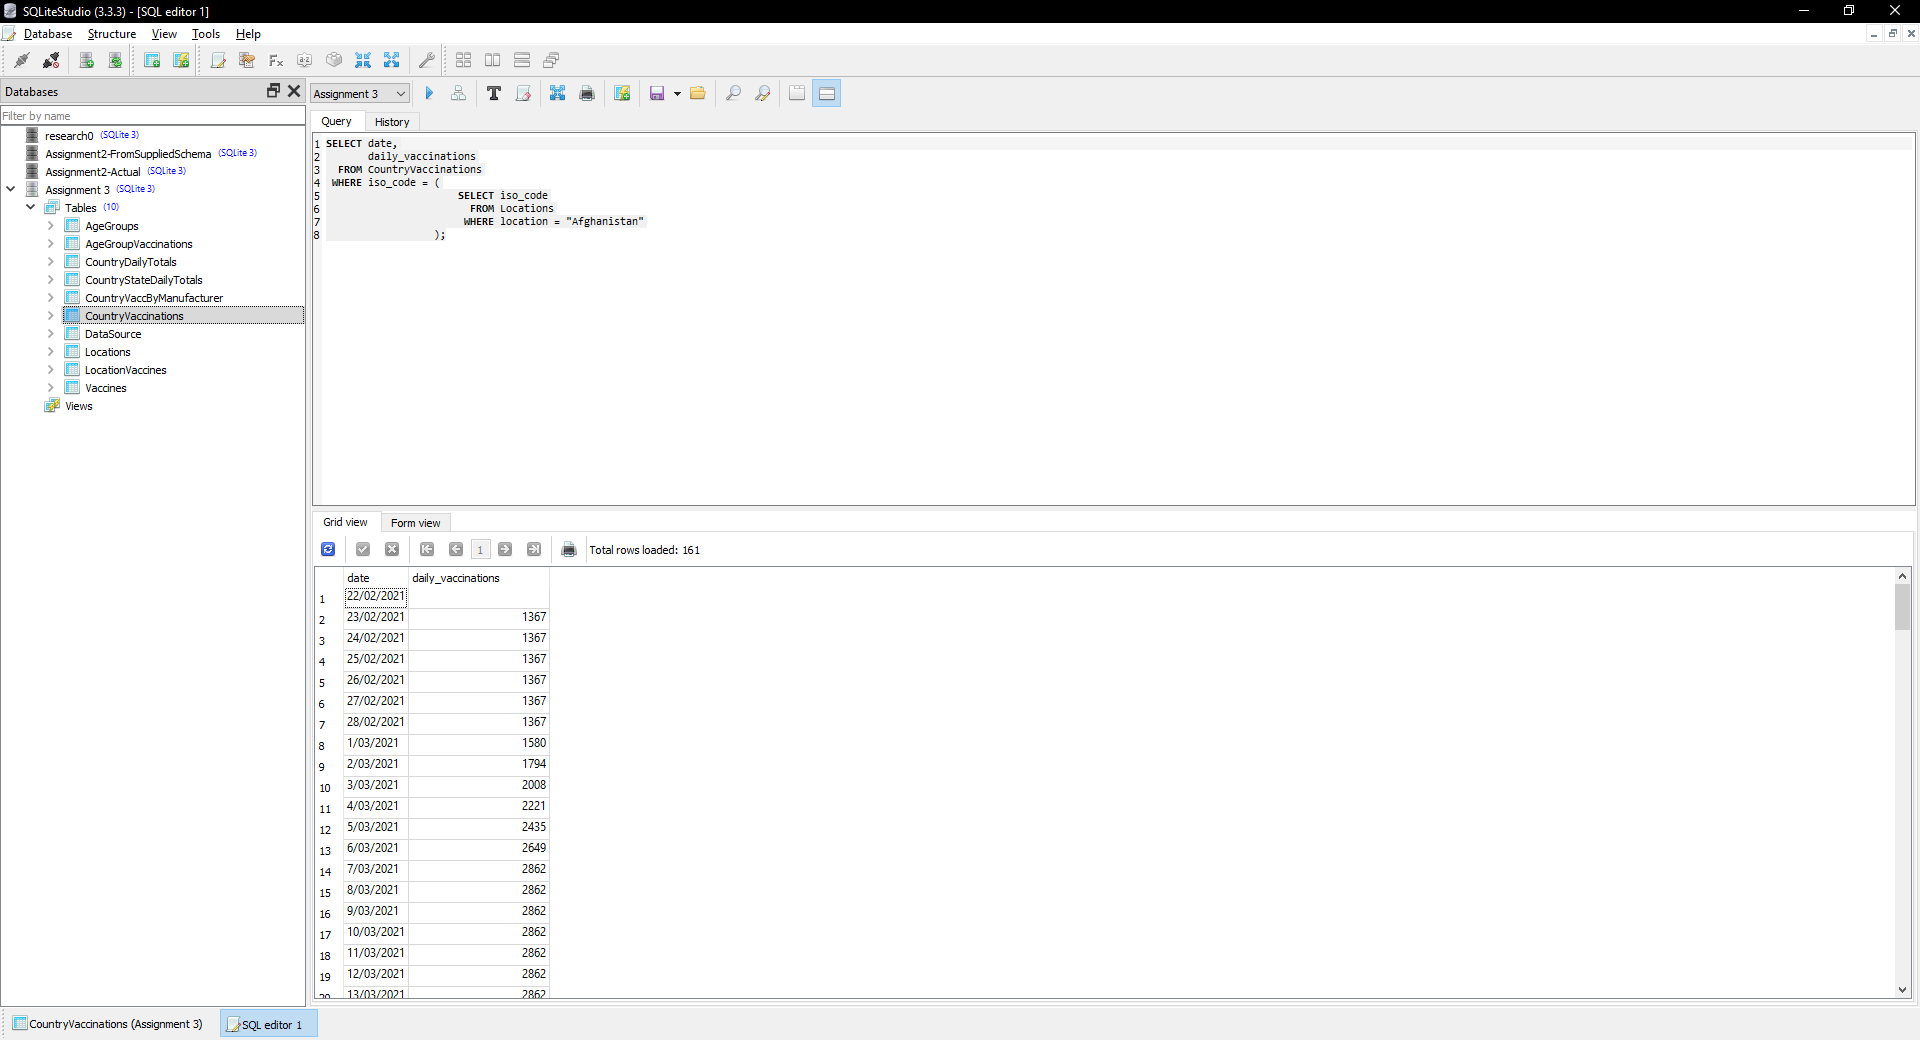 SQLiteStudio (3.3.3) - [SQL editor 1]
Database Structure View Tools Help
Databases
Filter by name
research0 (SQLite 3)
Assignment2-FromSuppliedSchema (SQLite 3)
Assignment2-Actual (SQLite 3)
Assignment 3 (SQLite 3)
Tables (10)
AgeGroups
AgeGroupVaccinations
CountryDailyTotals
CountryStateDailyTotals
CountryVaccByManufacturer
CountryVaccinations
DataSource
Locations
LocationVaccines
Vaccines
Views
Assignment 3
Query History
1 SELECT date,
2 daily_vaccinations
3 FROM CountryVaccinations
4 WHERE iso_code = (
5 SELECT iso_code
6 FROM Locations
7 WHERE location = "Afghanistan"
8 );
Grid view Form view
1 Total rows loaded: 161
date daily_vaccinations
1 22/02/2021
2 23/02/2021 1367
3 24/02/2021 1367
4 25/02/2021 1367
5 26/02/2021 1367
6 27/02/2021 1367
7 28/02/2021 1367
8 1/03/2021 1580
9 2/03/2021 1794
10 3/03/2021 2008
11 4/03/2021 2221
12 5/03/2021 2435
13 6/03/2021 2649
14 7/03/2021 2862
15 8/03/2021 2862
16 9/03/2021 2862
17 10/03/2021 2862
18 11/03/2021 2862
19 12/03/2021 2862
20 13/03/2021 2862
CountryVaccinations (Assignment 3) SQL editor 1